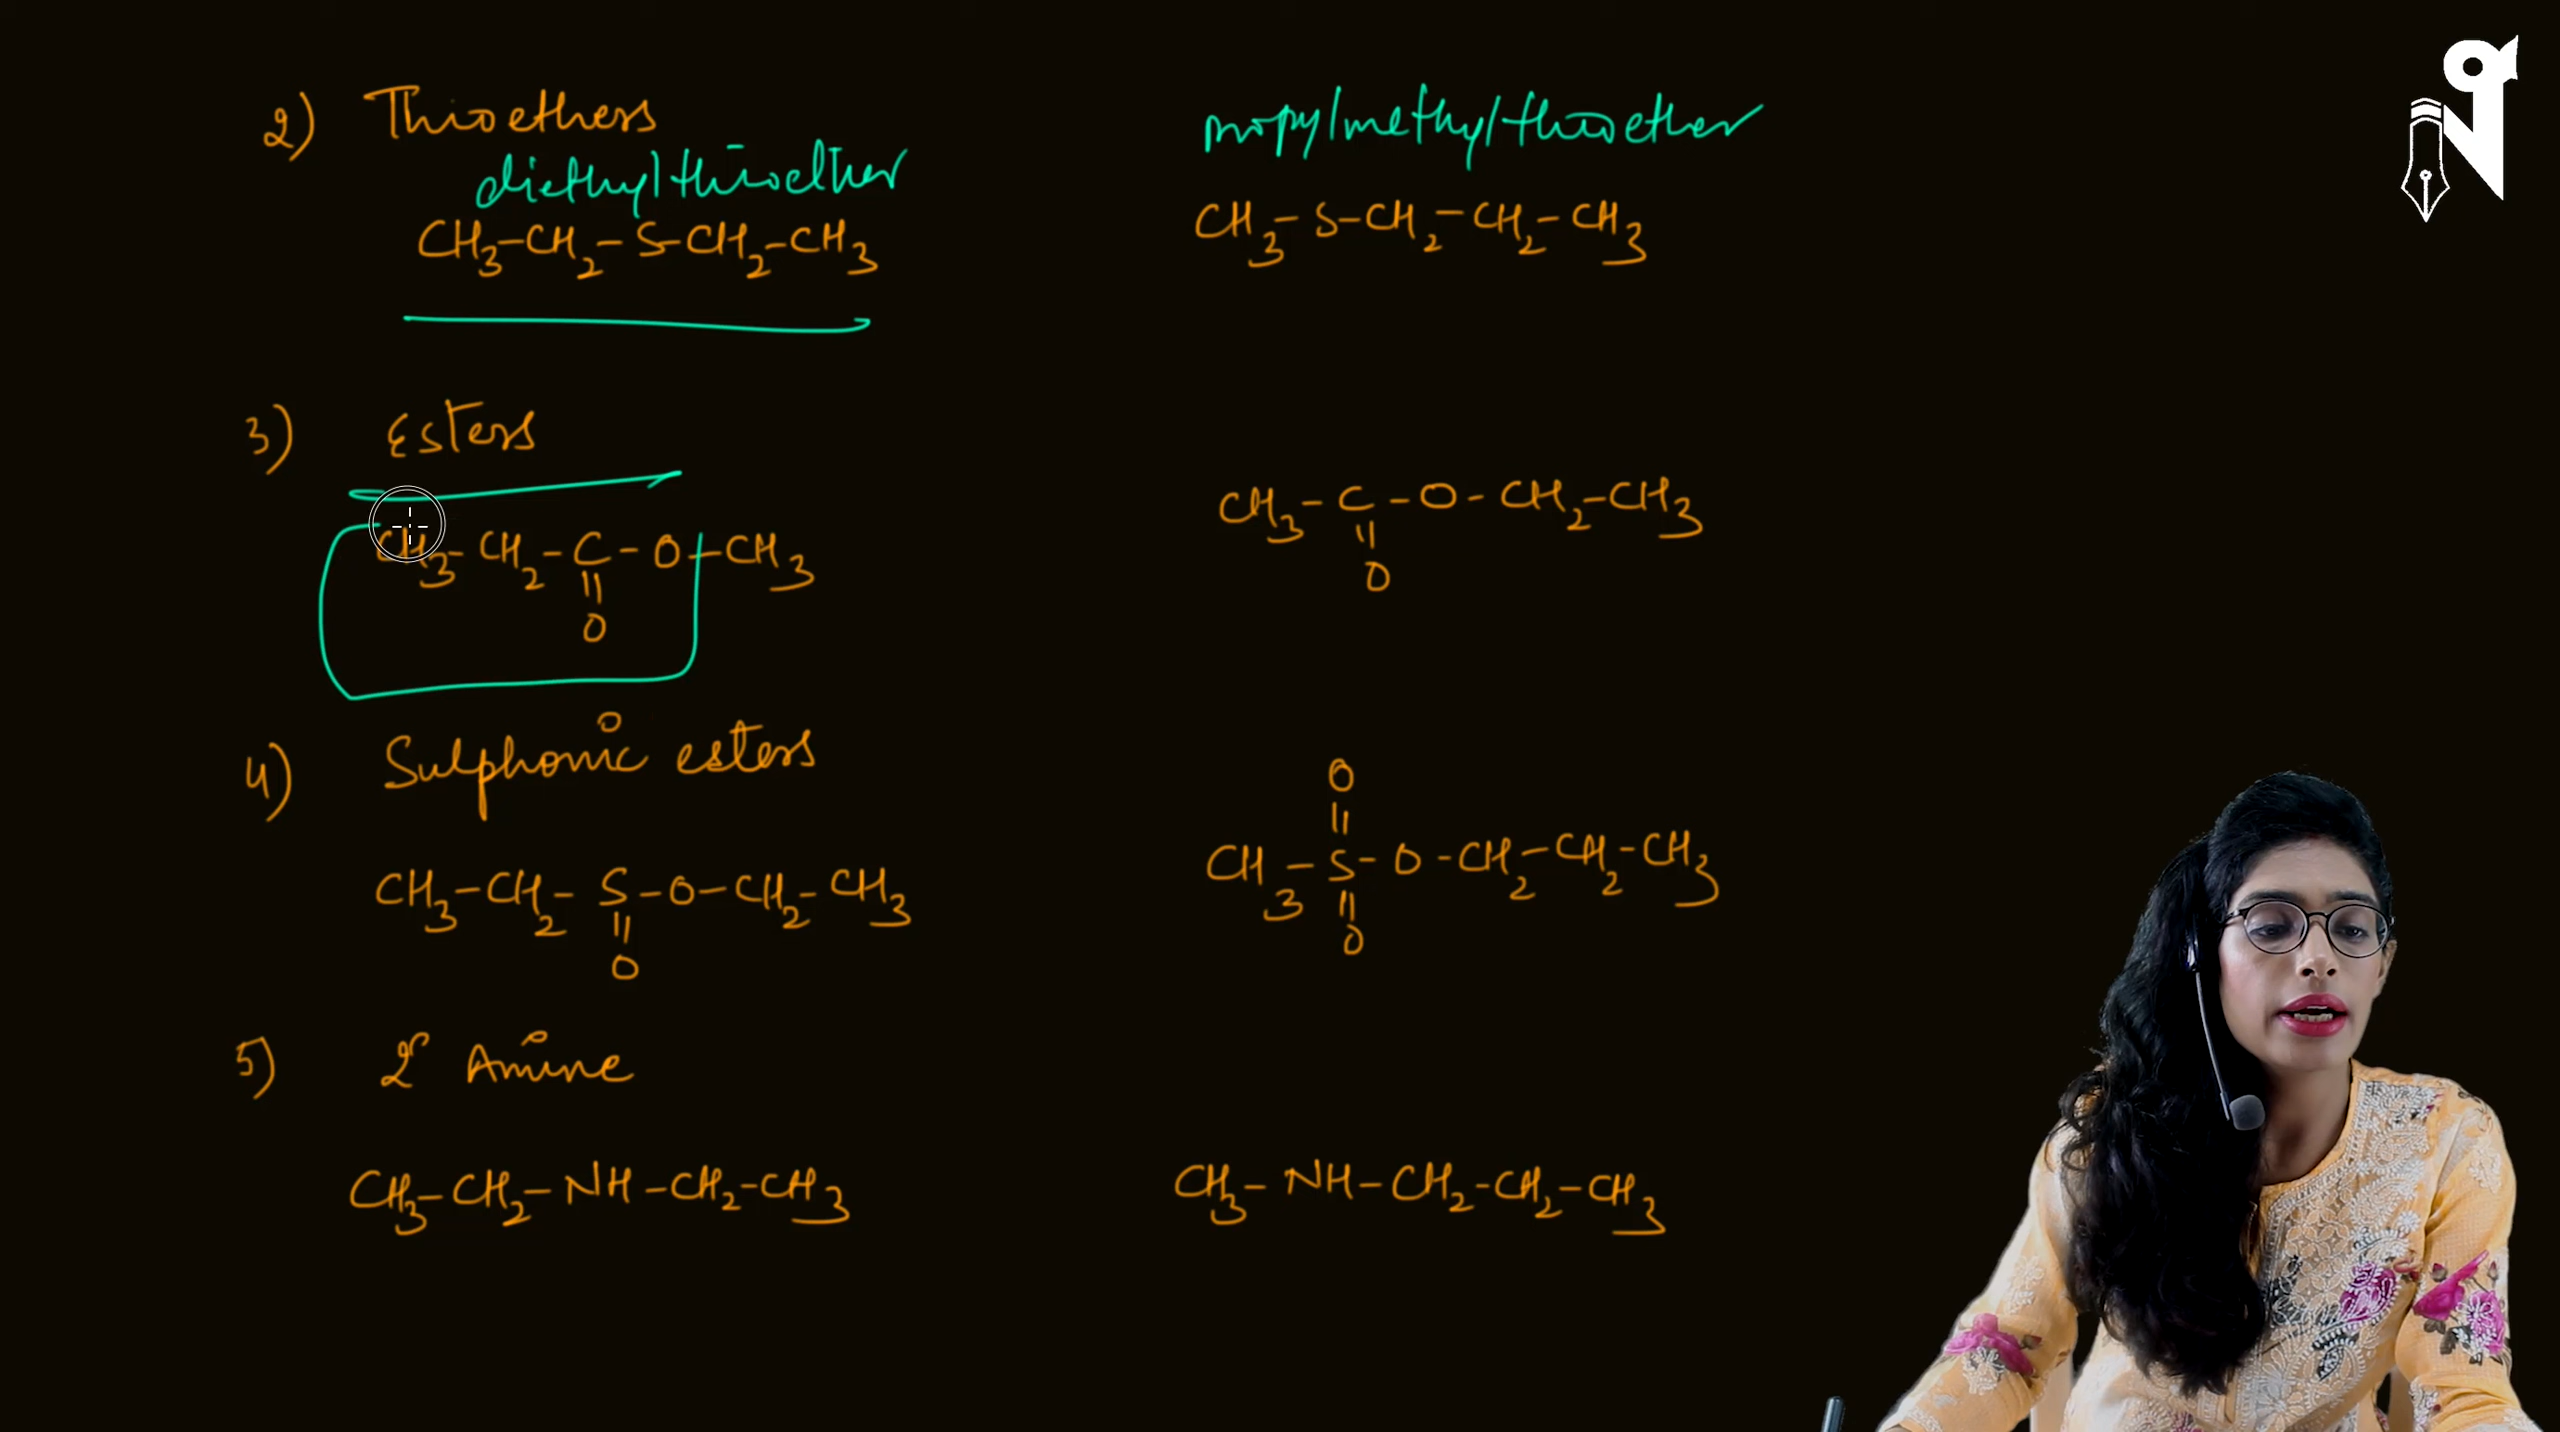 2) Thioethers
diethylthioether
CH3-CH2-S-CH2-CH3
propylmethylthioether
CH3-S-CH2-CH2-CH3
3) Esters
CH3-CH2-C-O-CH3
||
O
CH3-C-O-CH2-CH3
||
O
4) Sulphonic esters
CH3-CH2-S-O-CH2-CH3
||
O
O
||
CH3-S-O-CH2-CH2-CH3
||
O
5) 2° Amine
CH3-CH2-NH-CH2-CH3
CH3-NH-CH2-CH2-CH3